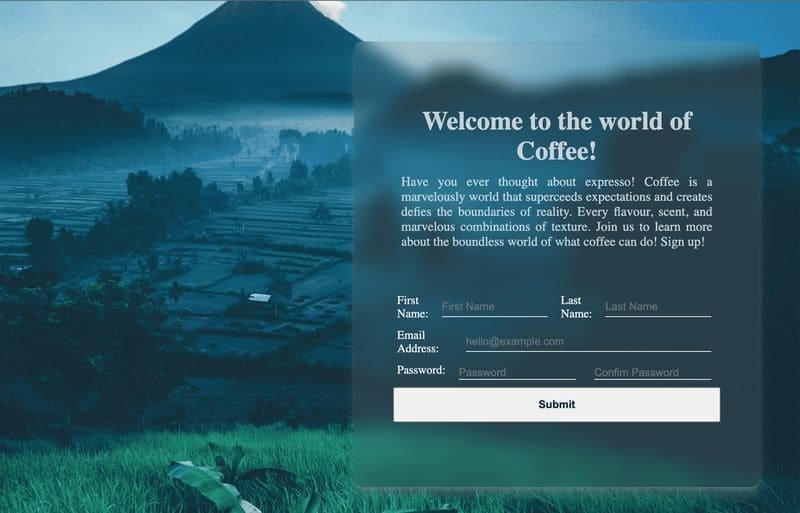 Welcome to the world of
Coffee!
Have you ever thought about expresso! Coffee is a
marvelously world that superceeds expectations and creates
defies the boundaries of reality. Every flavour, scent, and
marvelous combinations of texture. Join us to learn more
about the boundless world of what coffee can do! Sign up!
First Name: First Name Last Name: Last Name
Email Address: hello@example.com
Password: Password Confim Password
Submit